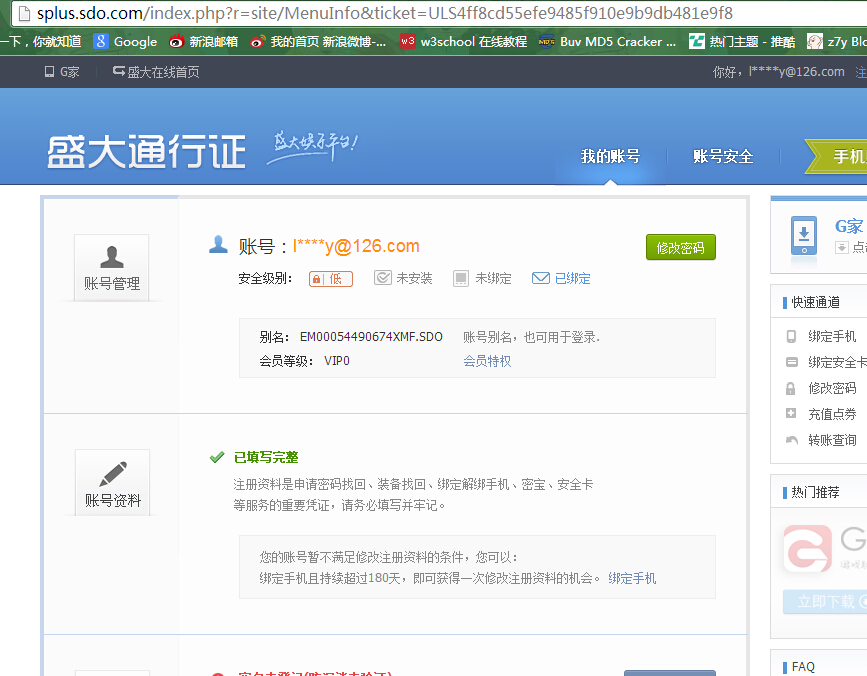 splus.sdo.com/index.php?r=site/MenuInfo&ticket=ULS4ff8cd55efe9485f910e9b9db481e9f8
一下，你就知道 Google 新浪邮箱 我的首页 新浪微博-... w3 w3school 在线教程 MD5 Buv MD5 Cracker ... 热门主题 - 推酷 z7y Blo
G家 盛大在线首页 你好，l****y@126.com 注
盛大通行证 盛大娱乐平台! 我的账号 账号安全 手机
账号管理
账号：l****y@126.com 修改密码
安全级别： 低 未安装 未绑定 已绑定
别名： EM00054490674XMF.SDO 账号别名，也可用于登录.
会员等级： VIP0 会员特权
账号资料
已填写完整
注册资料是申请密码找回、装备找回、绑定解绑手机、密宝、安全卡
等服务的重要凭证，请务必填写并牢记。
您的账号暂不满足修改注册资料的条件，您可以：
绑定手机且持续超过180天，即可获得一次修改注册资料的机会。 绑定手机
G家
点击
快速通道
绑定手机
绑定安全卡
修改密码
充值点券
转账查询
热门推荐
G
立即下载
FAQ